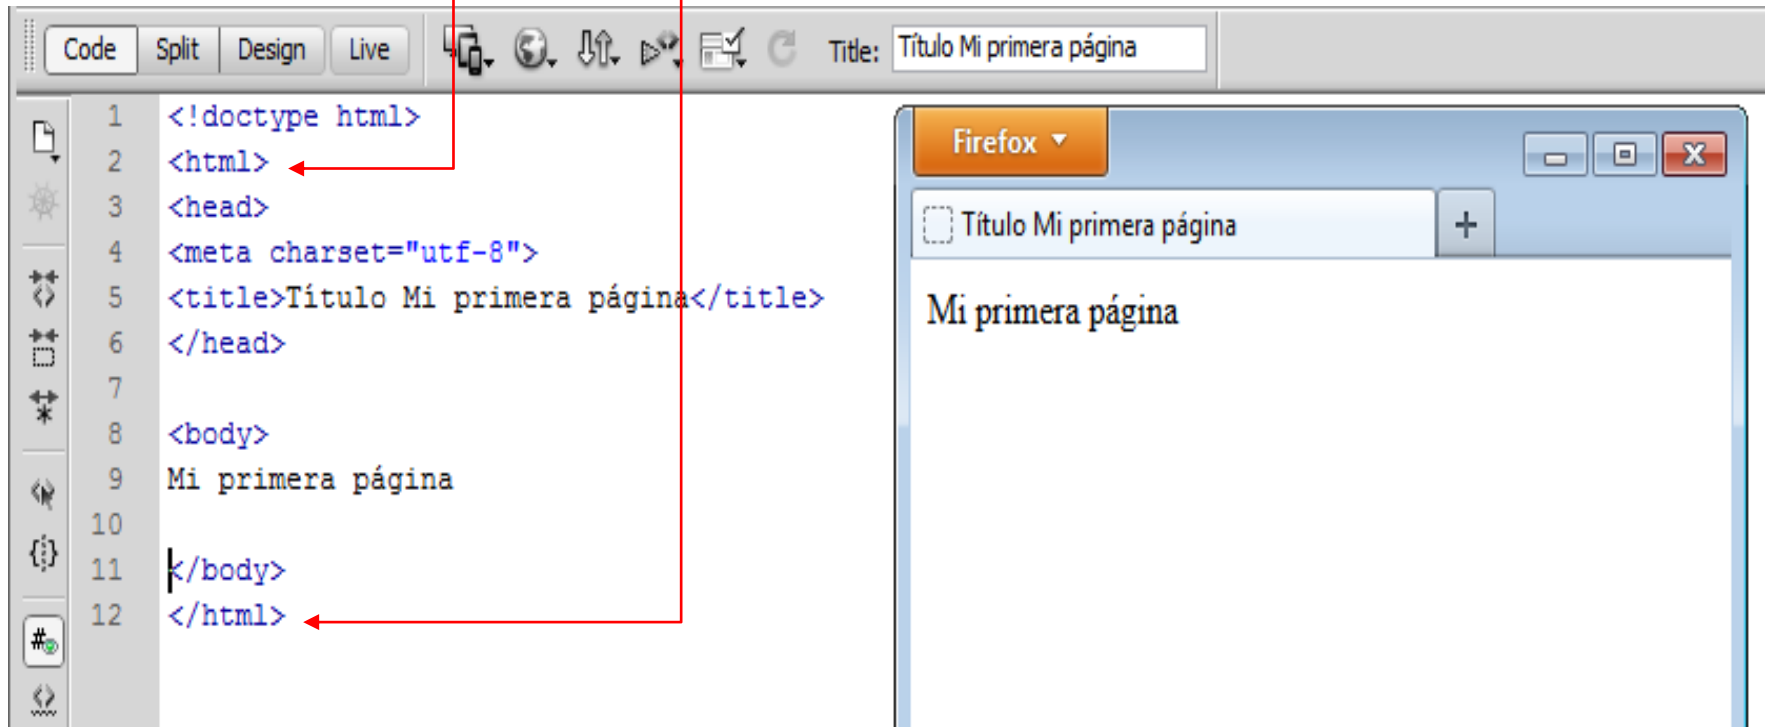 Code Split Design Live Title: Título Mi primera página
1 <!doctype html>
2 <html>
3 <head>
4 <meta charset="utf-8">
5 <title>Título Mi primera página</title>
6 </head>
7
8 <body>
9 Mi primera página
10
11 </body>
12 </html>
Firefox
Título Mi primera página
Mi primera página